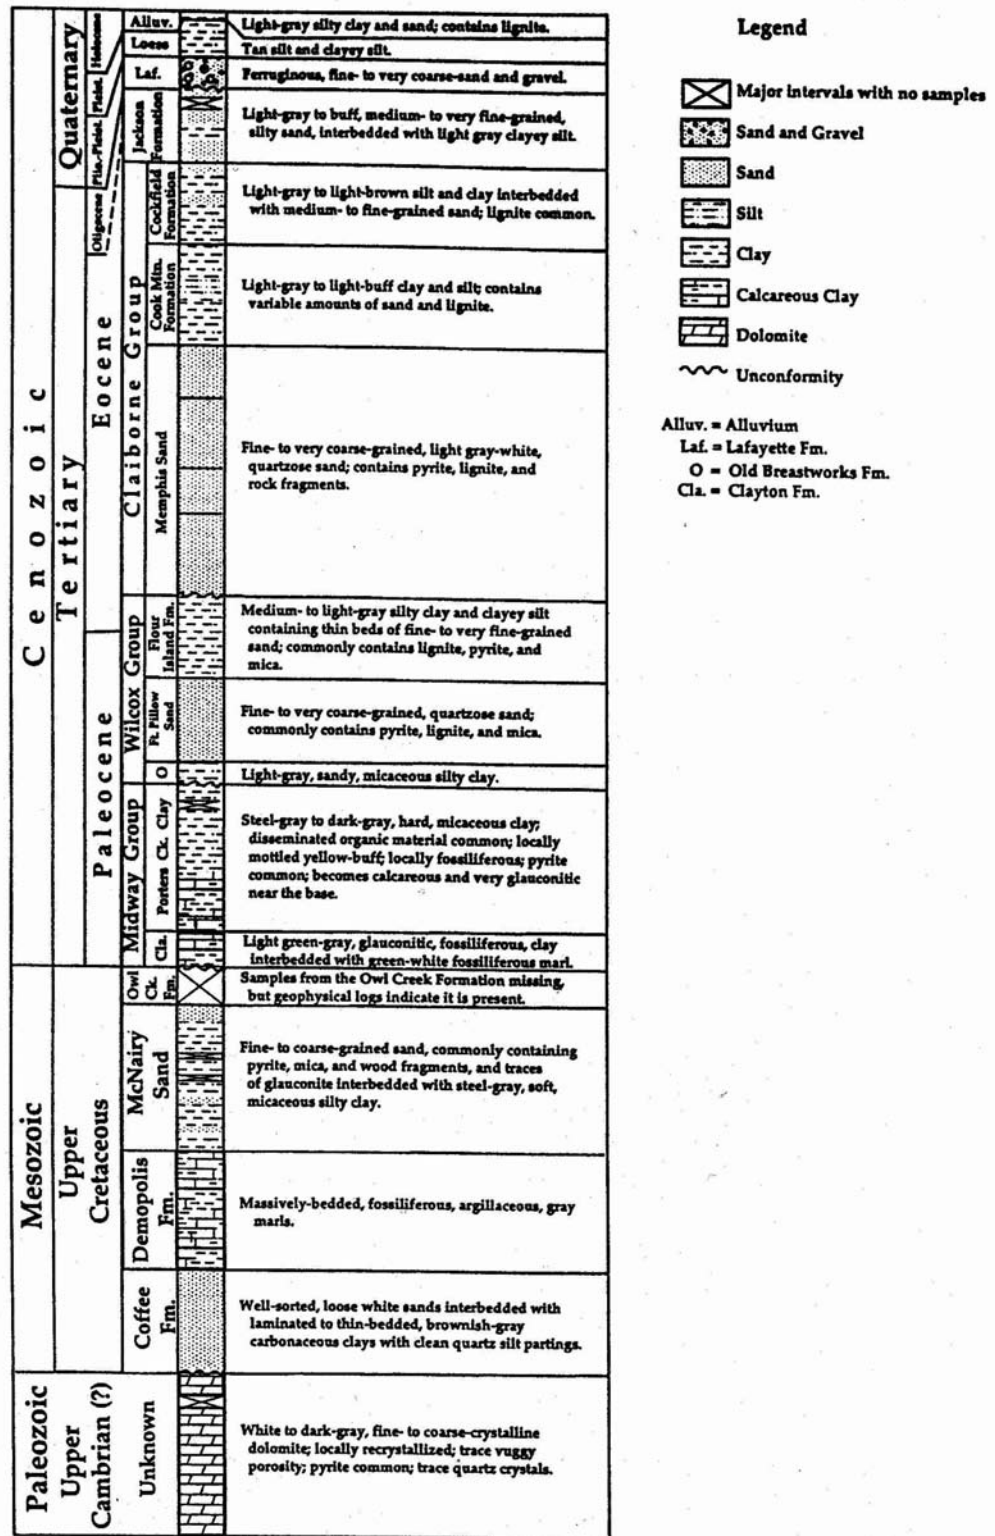 Cenozoic
Quaternary
Holocene
Pleist.
Plio.-Pleist.
Alluv.
Light-gray silty clay and sand; contains lignite.
Loess
Tan silt and clayey silt.
Laf.
Ferruginous, fine- to very coarse-sand and gravel.
Jackson
Formation
Light-gray to buff, medium- to very fine-grained,
silty sand, interbedded with light gray clayey silt.
Tertiary
Oligocene
Eocene
Claiborne Group
Cockfield
Formation
Light-gray to light-brown silt and clay interbedded
with medium- to fine-grained sand; lignite common.
Cook Mtn.
Formation
Light-gray to light-buff clay and silt; contains
variable amounts of sand and lignite.
Memphis Sand
Fine- to very coarse-grained, light gray-white,
quartzose sand; contains pyrite, lignite, and
rock fragments.
Paleocene
Wilcox Group
Flour
Island Fm.
Medium- to light-gray silty clay and clayey silt
containing thin beds of fine- to very fine-grained
sand; commonly contains lignite, pyrite, and
mica.
Ft. Pillow
Sand
Fine- to very coarse-grained, quartzose sand;
commonly contains pyrite, lignite, and mica.
O
Light-gray, sandy, micaceous silty clay.
Midway Group
Porters Ck. Clay
Steel-gray to dark-gray, hard, micaceous clay;
disseminated organic material common; locally
mottled yellow-buff; locally fossiliferous; pyrite
common; becomes calcareous and very glauconitic
near the base.
Cla.
Light green-gray, glauconitic, fossiliferous, clay
interbedded with green-white fossiliferous marl.
Mesozoic
Upper
Cretaceous
Owl
Ck.
Fm.
Samples from the Owl Creek Formation missing,
but geophysical logs indicate it is present.
McNairy
Sand
Fine- to coarse-grained sand, commonly containing
pyrite, mica, and wood fragments, and traces
of glauconite interbedded with steel-gray, soft,
micaceous silty clay.
Demopolis
Fm.
Massively-bedded, fossiliferous, argillaceous, gray
marls.
Coffee
Fm.
Well-sorted, loose white sands interbedded with
laminated to thin-bedded, brownish-gray
carbonaceous clays with clean quartz silt partings.
Paleozoic
Upper
Cambrian (?)
Unknown
White to dark-gray, fine- to coarse-crystalline
dolomite; locally recrystallized; trace vuggy
porosity; pyrite common; trace quartz crystals.
Legend
Major intervals with no samples
Sand and Gravel
Sand
Silt
Clay
Calcareous Clay
Dolomite
Unconformity
Alluv. = Alluvium
Laf. = Lafayette Fm.
O = Old Breastworks Fm.
Cla. = Clayton Fm.